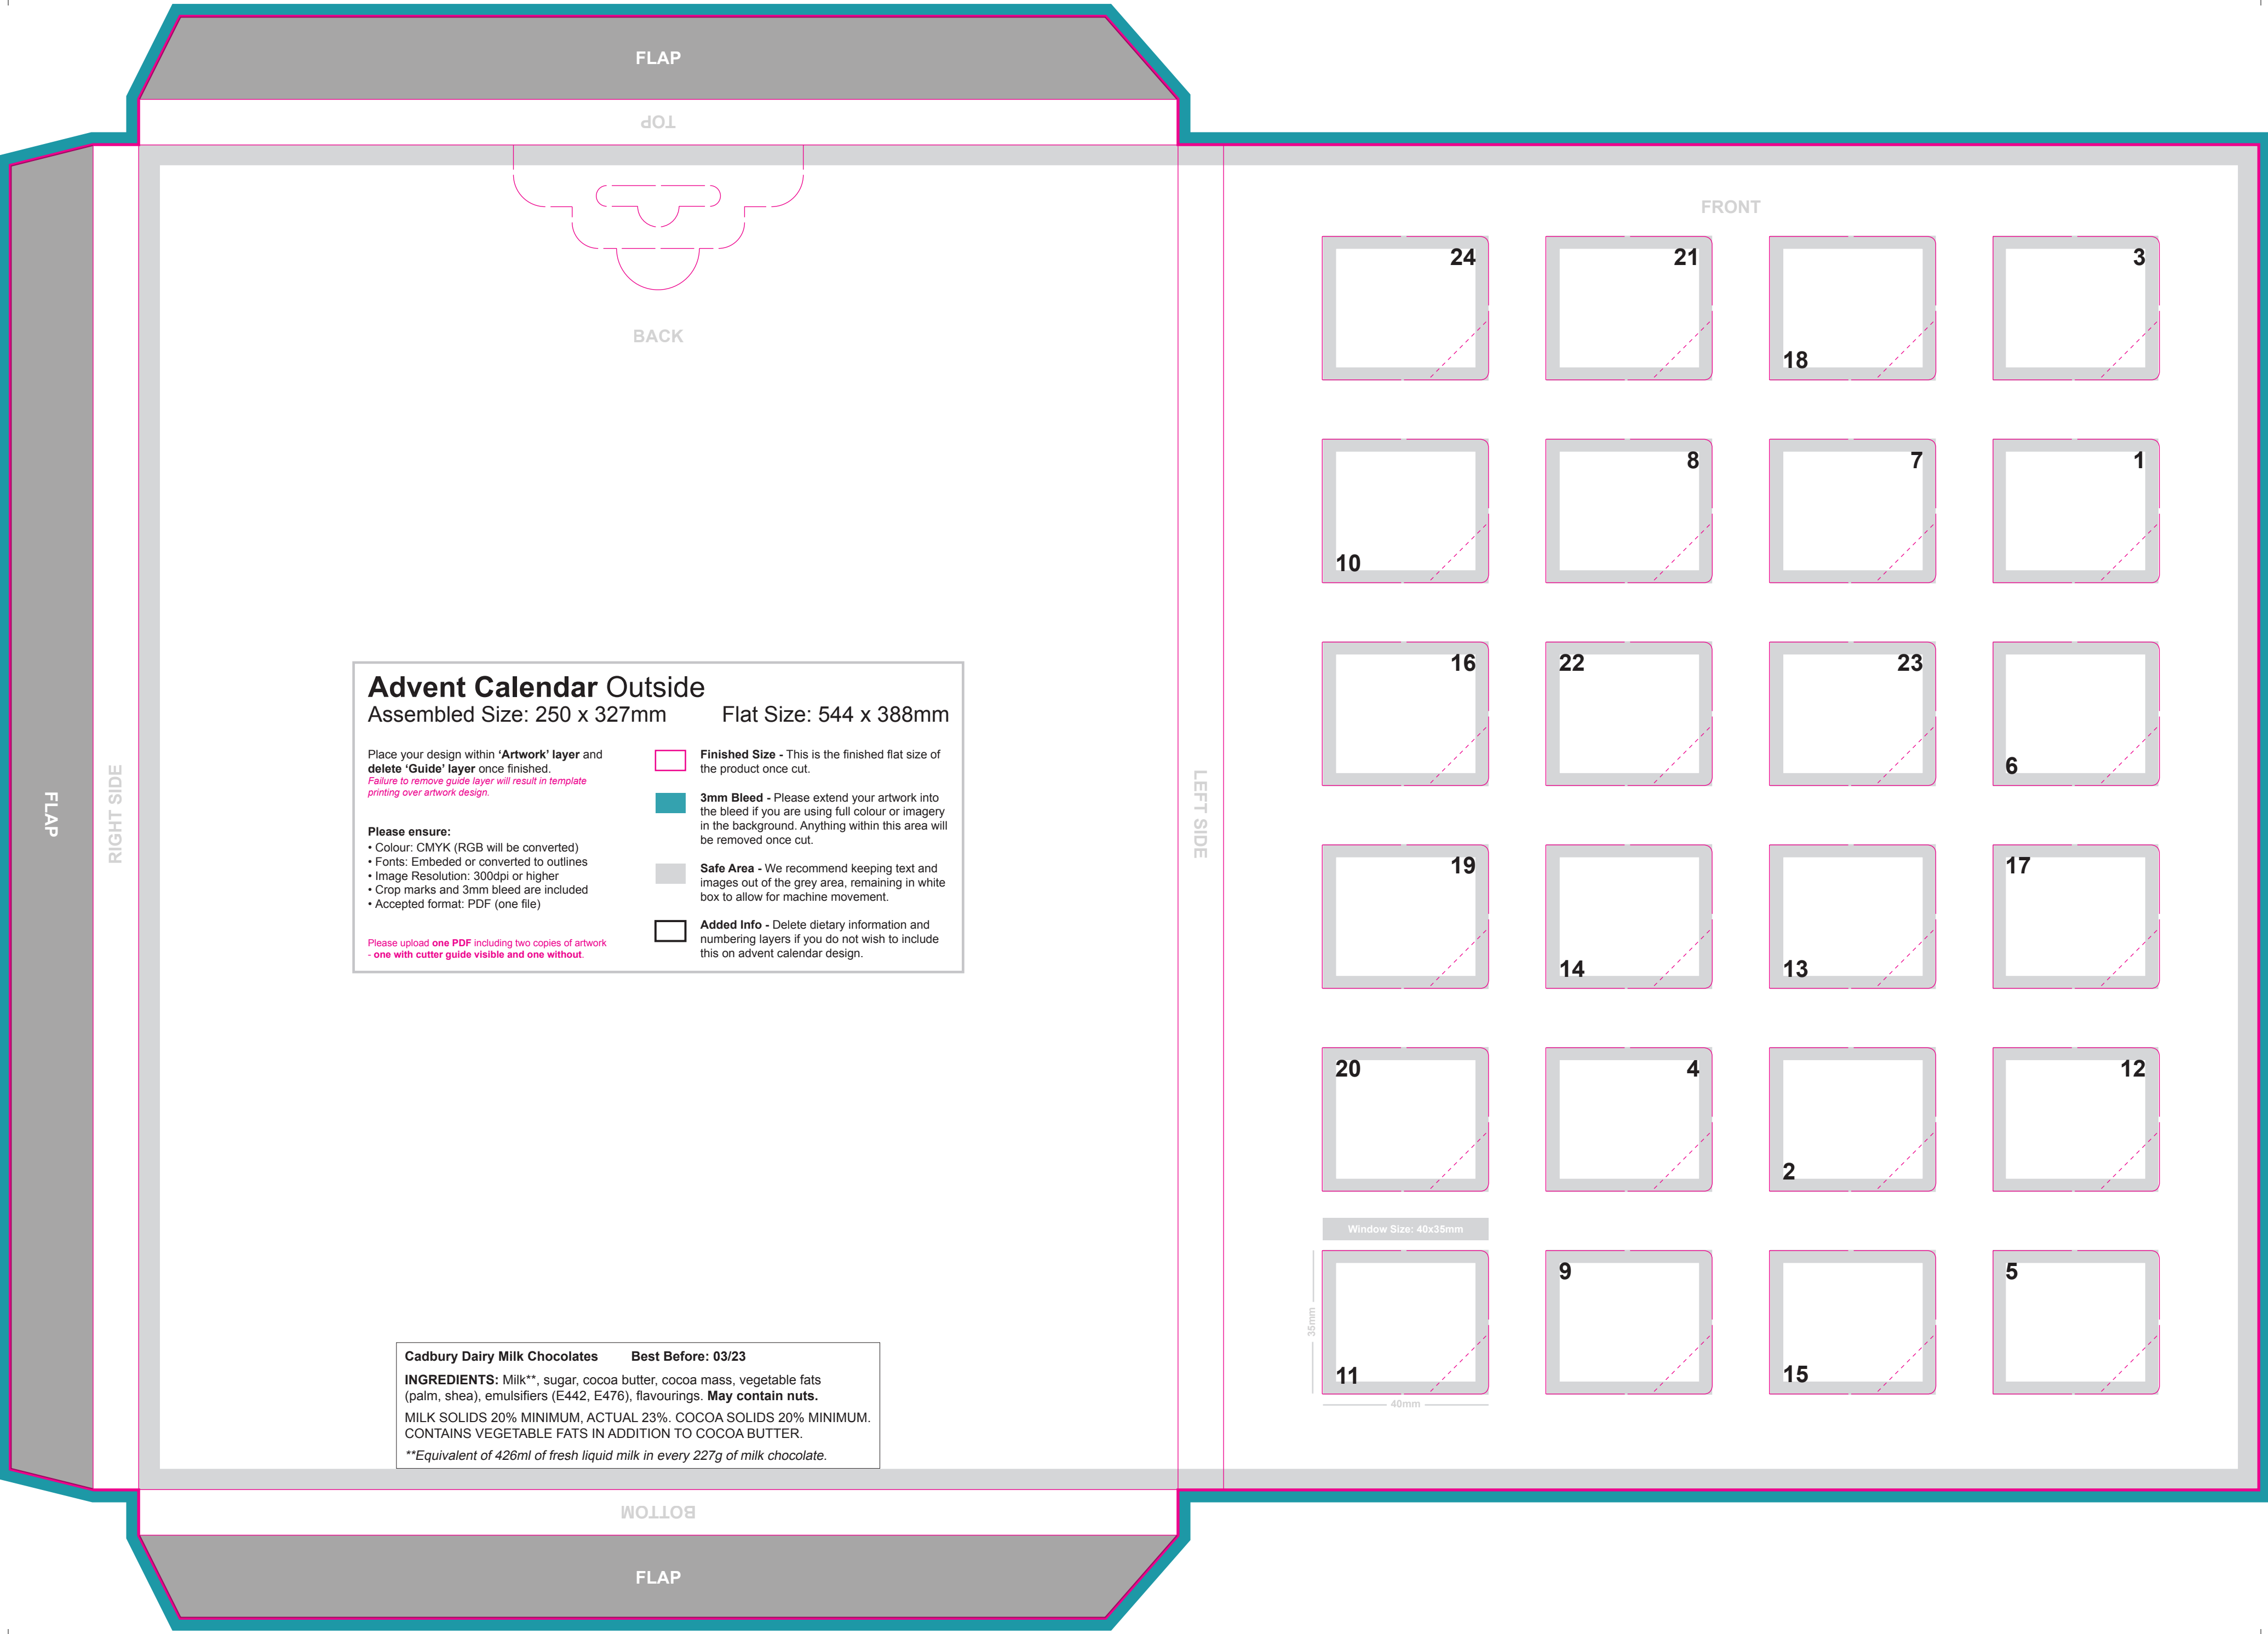 FLAP
TOP
BACK
FRONT
24
21
18
3
10
8
7
1
16
22
23
6
19
14
13
17
20
4
2
12
Window Size: 40x35mm
35mm
11
9
15
5
40mm
FLAP
RIGHT SIDE
LEFT SIDE
Advent Calendar Outside
Assembled Size: 250 x 327mm Flat Size: 544 x 388mm
Place your design within ‘Artwork’ layer and
delete ‘Guide’ layer once finished.
Failure to remove guide layer will result in template
printing over artwork design.
Please ensure:
• Colour: CMYK (RGB will be converted)
• Fonts: Embeded or converted to outlines
• Image Resolution: 300dpi or higher
• Crop marks and 3mm bleed are included
• Accepted format: PDF (one file)
Please upload one PDF including two copies of artwork
- one with cutter guide visible and one without.
Finished Size - This is the finished flat size of
the product once cut.
3mm Bleed - Please extend your artwork into
the bleed if you are using full colour or imagery
in the background. Anything within this area will
be removed once cut.
Safe Area - We recommend keeping text and
images out of the grey area, remaining in white
box to allow for machine movement.
Added Info - Delete dietary information and
numbering layers if you do not wish to include
this on advent calendar design.
Cadbury Dairy Milk Chocolates Best Before: 03/23
INGREDIENTS: Milk**, sugar, cocoa butter, cocoa mass, vegetable fats
(palm, shea), emulsifiers (E442, E476), flavourings. May contain nuts.
MILK SOLIDS 20% MINIMUM, ACTUAL 23%. COCOA SOLIDS 20% MINIMUM.
CONTAINS VEGETABLE FATS IN ADDITION TO COCOA BUTTER.
**Equivalent of 426ml of fresh liquid milk in every 227g of milk chocolate.
BOTTOM
FLAP